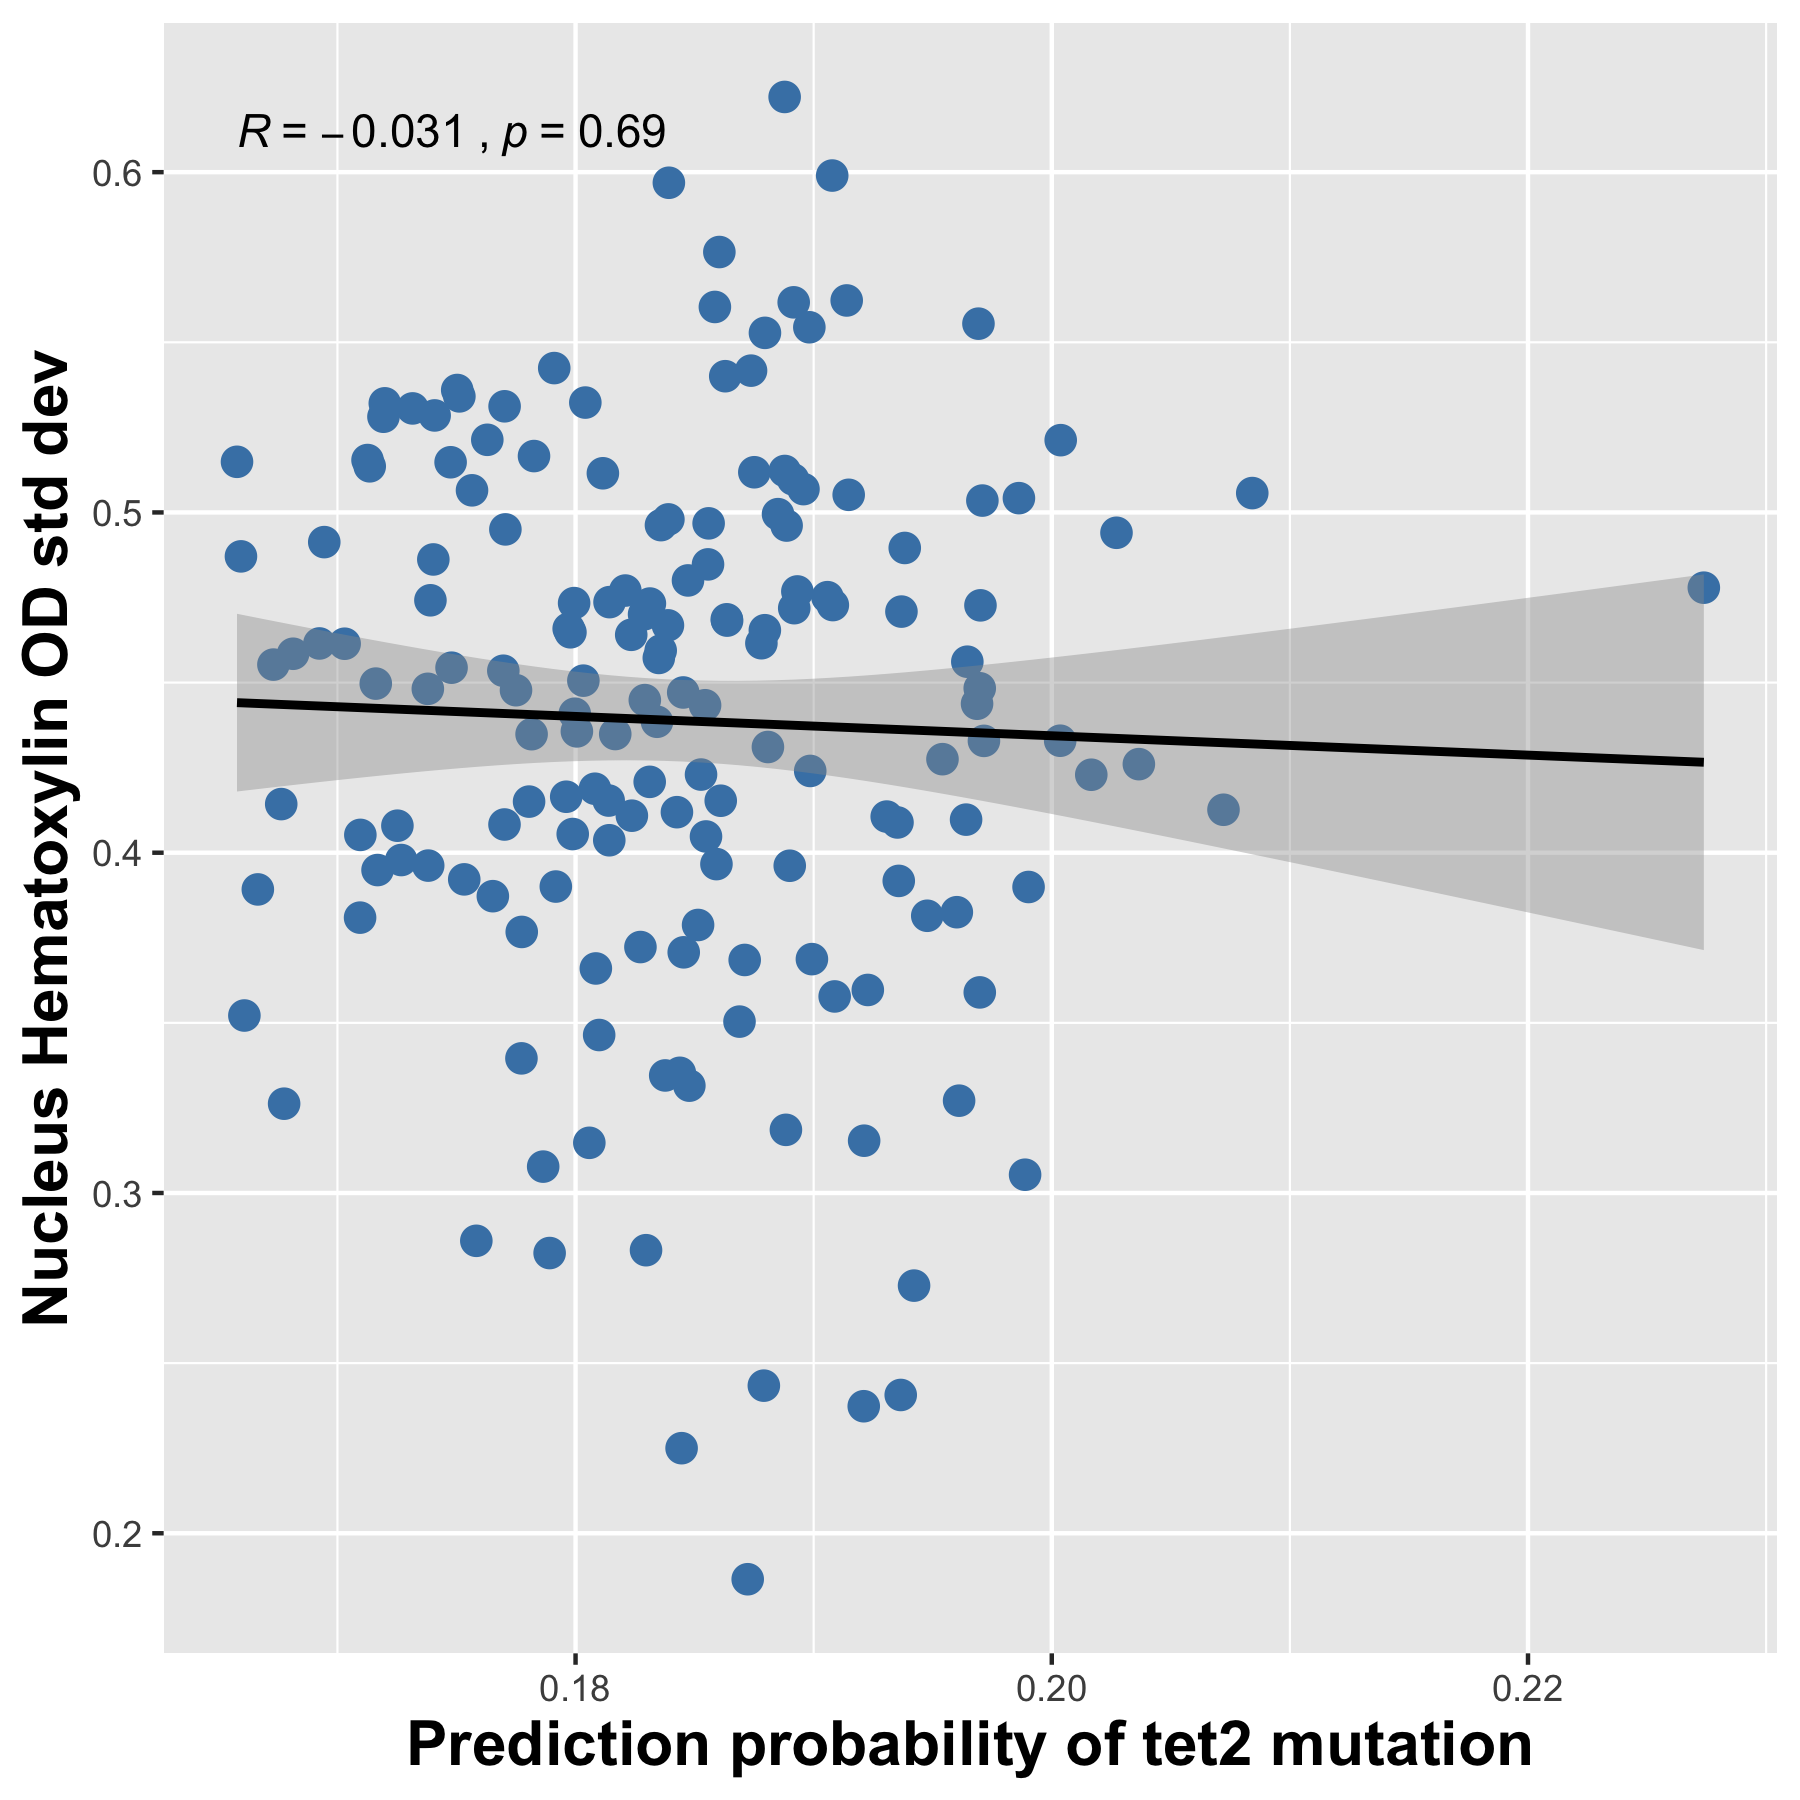 R = −0.031 , p = 0.69
0.6
0.5
0.4
0.3
0.2
Nucleus Hematoxylin OD std dev
0.18 0.20 0.22
Prediction probability of tet2 mutation